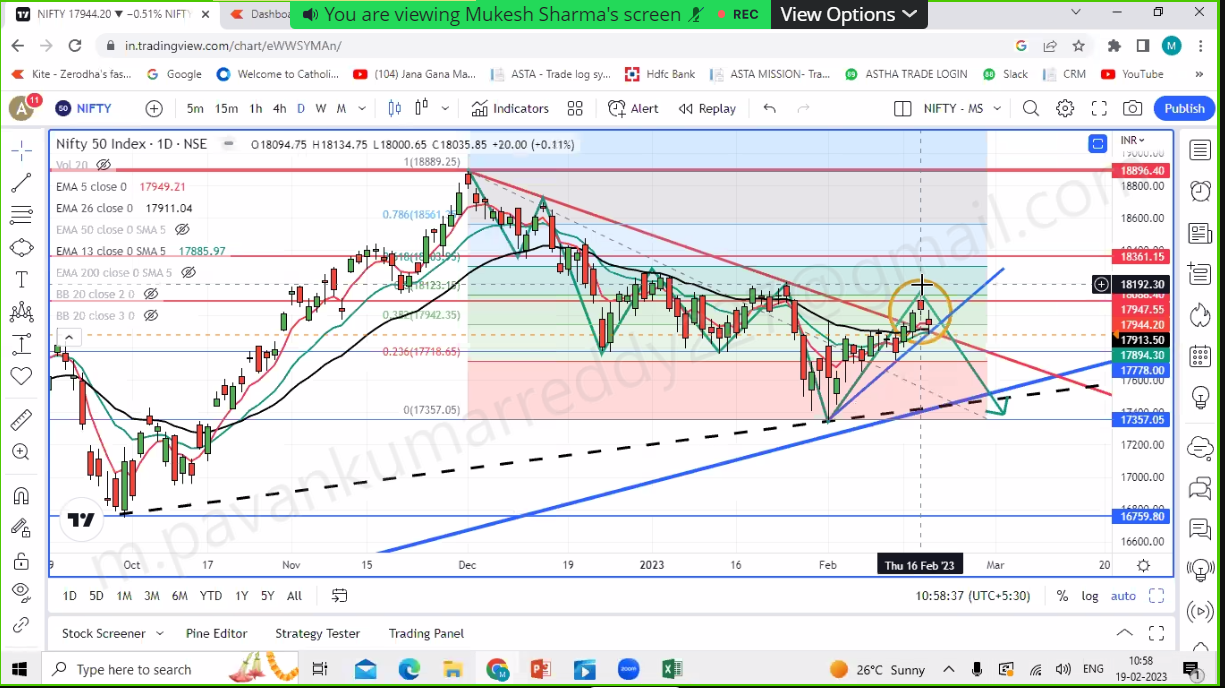 NIFTY 17944.20 ▼ −0.51% NIFTY
Dashbo
You are viewing Mukesh Sharma's screen
REC
View Options
in.tradingview.com/chart/eWWSYMAn/
Kite - Zerodha's fas...
Google
Welcome to Catholi...
(104) Jana Gana Ma...
ASTA - Trade log sy...
Hdfc Bank
ASTA MISSION- Tra...
ASTHA TRADE LOGIN
Slack
CRM
YouTube
A 11
50 NIFTY
5m 15m 1h 4h D W M
Indicators
Alert
Replay
NIFTY - MS
Publish
Nifty 50 Index · 1D · NSE
O18094.75 H18134.75 L18000.65 C18035.85 +20.00 (+0.11%)
INR
Vol 20
EMA 5 close 0 17949.21
EMA 26 close 0 17911.04
EMA 50 close 0 SMA 5
EMA 13 close 0 SMA 5 17885.97
EMA 200 close 0 SMA 5
BB 20 close 2 0
BB 20 close 3 0
1(18889.25)
0.382(17942.35)
0.236(17718.65)
0(17357.05)
19000.00
18896.40
18800.00
18600.00
18361.15
18192.30
17947.55
17944.20
17913.50
17894.30
17778.00
17600.00
17357.05
17200.00
17000.00
16759.80
16600.00
m.pavankumarreddy22@gmail.com
Oct 17 Nov 15 Dec 19 2023 16 Feb Thu 16 Feb '23 Mar 20
1D 5D 1M 3M 6M YTD 1Y 5Y All
10:58:37 (UTC+5:30)
% log auto
Stock Screener
Pine Editor
Strategy Tester
Trading Panel
Type here to search
zoom
26°C Sunny
ENG
10:58
19-02-2023
1